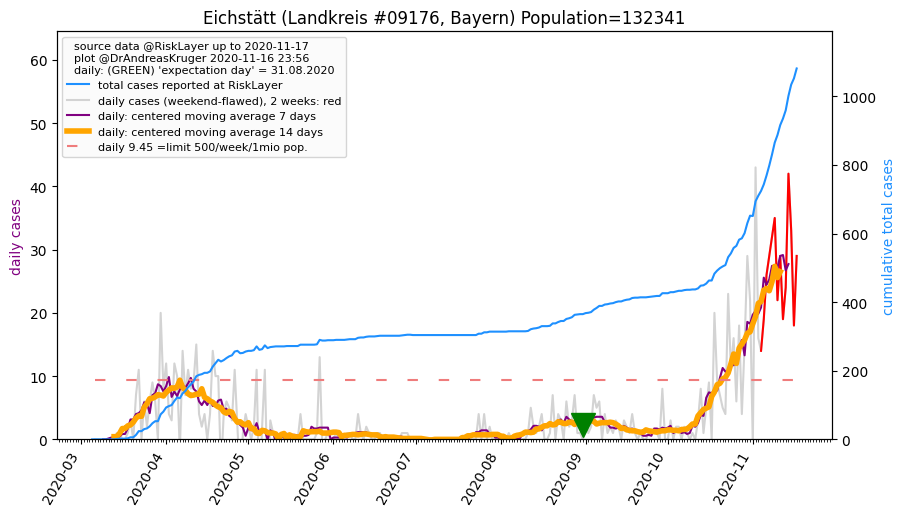 Eichstätt (Landkreis #09176, Bayern) Population=132341
source data @RiskLayer up to 2020-11-17
plot @DrAndreasKruger 2020-11-16 23:56
daily: (GREEN) 'expectation day' = 31.08.2020
total cases reported at RiskLayer
daily cases (weekend-flawed), 2 weeks: red
daily: centered moving average 7 days
daily: centered moving average 14 days
daily 9.45 =limit 500/week/1mio pop.
daily cases
60
50
40
30
20
10
0
cumulative total cases
1000
800
600
400
200
0
2020-03
2020-04
2020-05
2020-06
2020-07
2020-08
2020-09
2020-10
2020-11